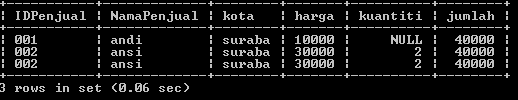 IDPenjual | NamaPenjual | kota | harga | kuantiti | jumlah
001 | andi | suraba | 10000 | NULL | 40000
002 | ansi | suraba | 30000 | 2 | 40000
002 | ansi | suraba | 30000 | 2 | 40000
3 rows in set (0.06 sec)